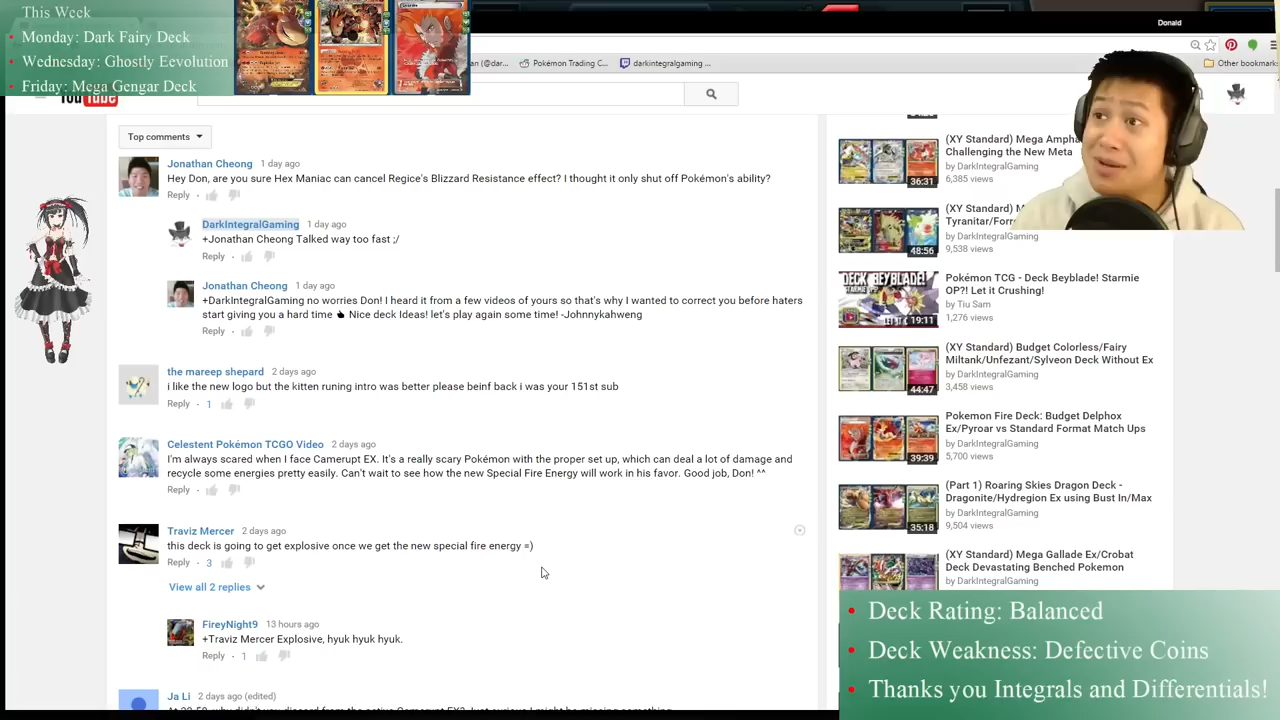 This Week
Monday: Dark Fairy Deck
Wednesday: Ghostly Eevolution
Friday: Mega Gengar Deck
Donald
Pokémon Trading C...
darkintegralgaming ...
Other bookmark
YouTube
Top comments
Jonathan Cheong 1 day ago
Hey Don, are you sure Hex Maniac can cancel Regice's Blizzard Resistance effect? I thought it only shut off Pokémon's ability?
Reply
DarkIntegralGaming 1 day ago
+Jonathan Cheong Talked way too fast ;/
Reply
Jonathan Cheong 1 day ago
+DarkIntegralGaming no worries Don! I heard it from a few videos of yours so that's why I wanted to correct you before haters
start giving you a hard time Nice deck Ideas! let's play again some time! -Johnnykahweng
Reply
the mareep shepard 2 days ago
i like the new logo but the kitten runing intro was better please beinf back i was your 151st sub
Reply · 1
Celestent Pokémon TCGO Video 2 days ago
I'm always scared when I face Camerupt EX. It's a really scary Pokémon with the proper set up, which can deal a lot of damage and
recycle some energies pretty easily. Can't wait to see how the new Special Fire Energy will work in his favor. Good job, Don! ^^
Reply
Traviz Mercer 2 days ago
this deck is going to get explosive once we get the new special fire energy =)
Reply · 3
View all 2 replies
FireyNight9 13 hours ago
+Traviz Mercer Explosive, hyuk hyuk hyuk.
Reply · 1
Ja Li 2 days ago (edited)
(XY Standard) Mega Ampha
Challenging the New Meta
by DarkIntegralGaming
6,385 views
36:31
(XY Standard) M
Tyranitar/Forr
by DarkIntegralGaming
9,538 views
48:56
DECK BEYBLADE!
STARMIE
Pokémon TCG - Deck Beyblade! Starmie
OP?! Let it Crushing!
by Tiu Sam
1,276 views
19:11
(XY Standard) Budget Colorless/Fairy
Miltank/Unfezant/Sylveon Deck Without Ex
by DarkIntegralGaming
3,458 views
44:47
Pokemon Fire Deck: Budget Delphox
Ex/Pyroar vs Standard Format Match Ups
by DarkIntegralGaming
5,700 views
39:39
(Part 1) Roaring Skies Dragon Deck -
Dragonite/Hydregion Ex using Bust In/Max
by DarkIntegralGaming
9,504 views
35:18
(XY Standard) Mega Gallade Ex/Crobat
Deck Devastating Benched Pokemon
by DarkIntegralGaming
Deck Rating: Balanced
Deck Weakness: Defective Coins
Thanks you Integrals and Differentials!